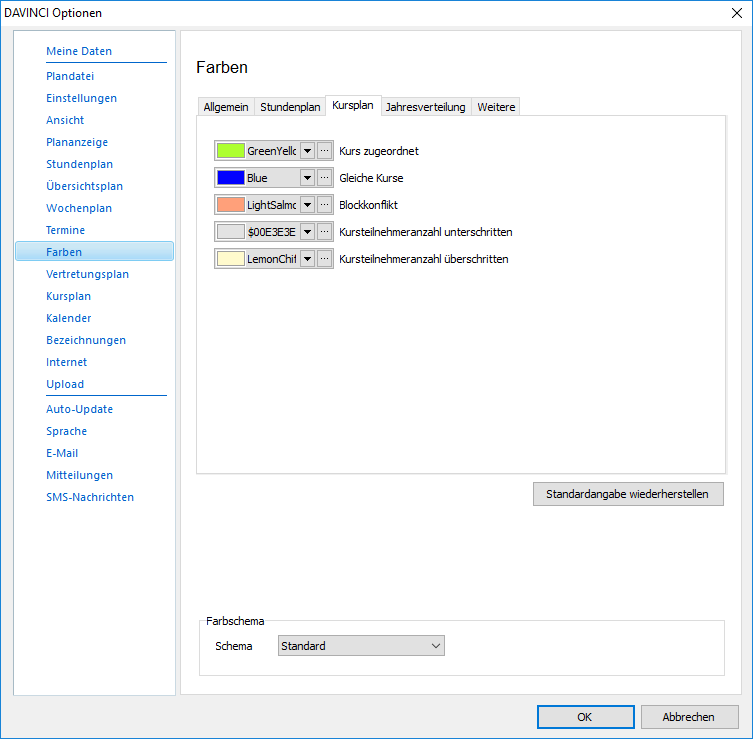 DAVINCI Optionen
Meine Daten
Plandatei
Einstellungen
Ansicht
Plananzeige
Stundenplan
Übersichtsplan
Wochenplan
Termine
Farben
Vertretungsplan
Kursplan
Kalender
Bezeichnungen
Internet
Upload
Auto-Update
Sprache
E-Mail
Mitteilungen
SMS-Nachrichten
Farben
Allgemein Stundenplan Kursplan Jahresverteilung Weitere
GreenYello ... Kurs zugeordnet
Blue ... Gleiche Kurse
LightSalmo ... Blockkonflikt
$00E3E3E ... Kursteilnehmeranzahl unterschritten
LemonChif ... Kursteilnehmeranzahl überschritten
Standardangabe wiederherstellen
Farbschema
Schema Standard
OK Abbrechen